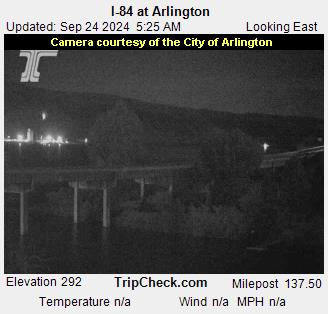 I-84 at Arlington
Updated: Sep 24 2024 5:25 AM Looking East
Camera courtesy of the City of Arlington
Elevation 292 TripCheck.com Milepost 137.50
Temperature n/a Wind n/a MPH n/a